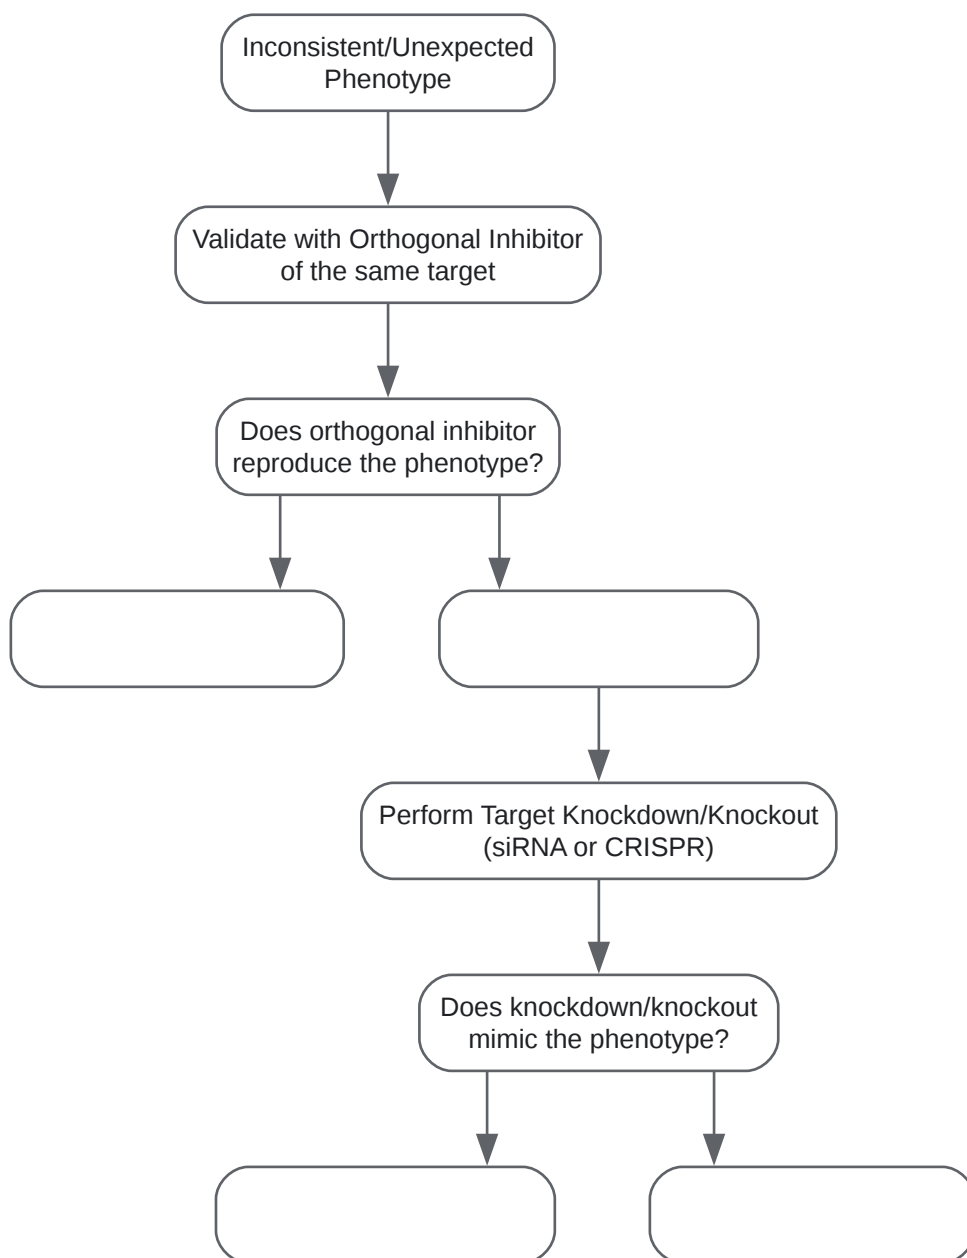 Inconsistent/Unexpected
Phenotype
Validate with Orthogonal Inhibitor
of the same target
Does orthogonal inhibitor
reproduce the phenotype?
Perform Target Knockdown/Knockout
(siRNA or CRISPR)
Does knockdown/knockout
mimic the phenotype?